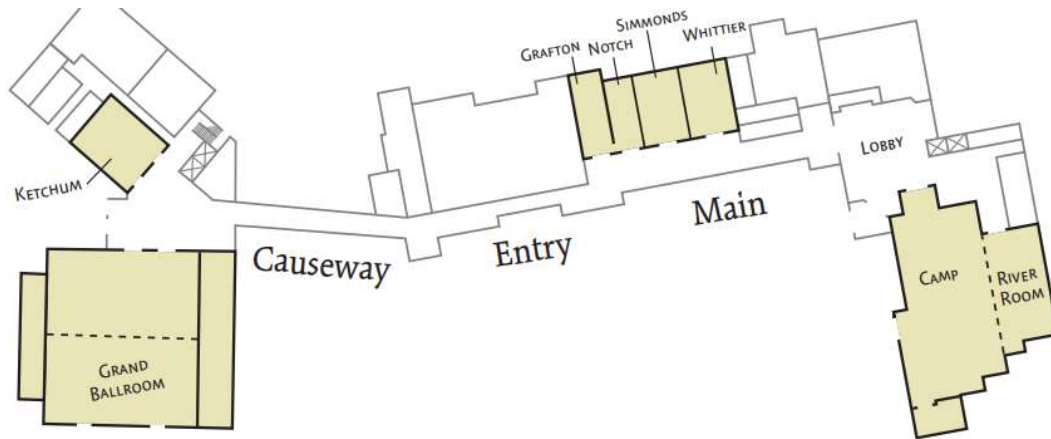 Simmonds
Grafton
Notch
Whittier
Ketchum
Lobby
Causeway
Entry
Main
Camp
River
Room
Grand
Ballroom